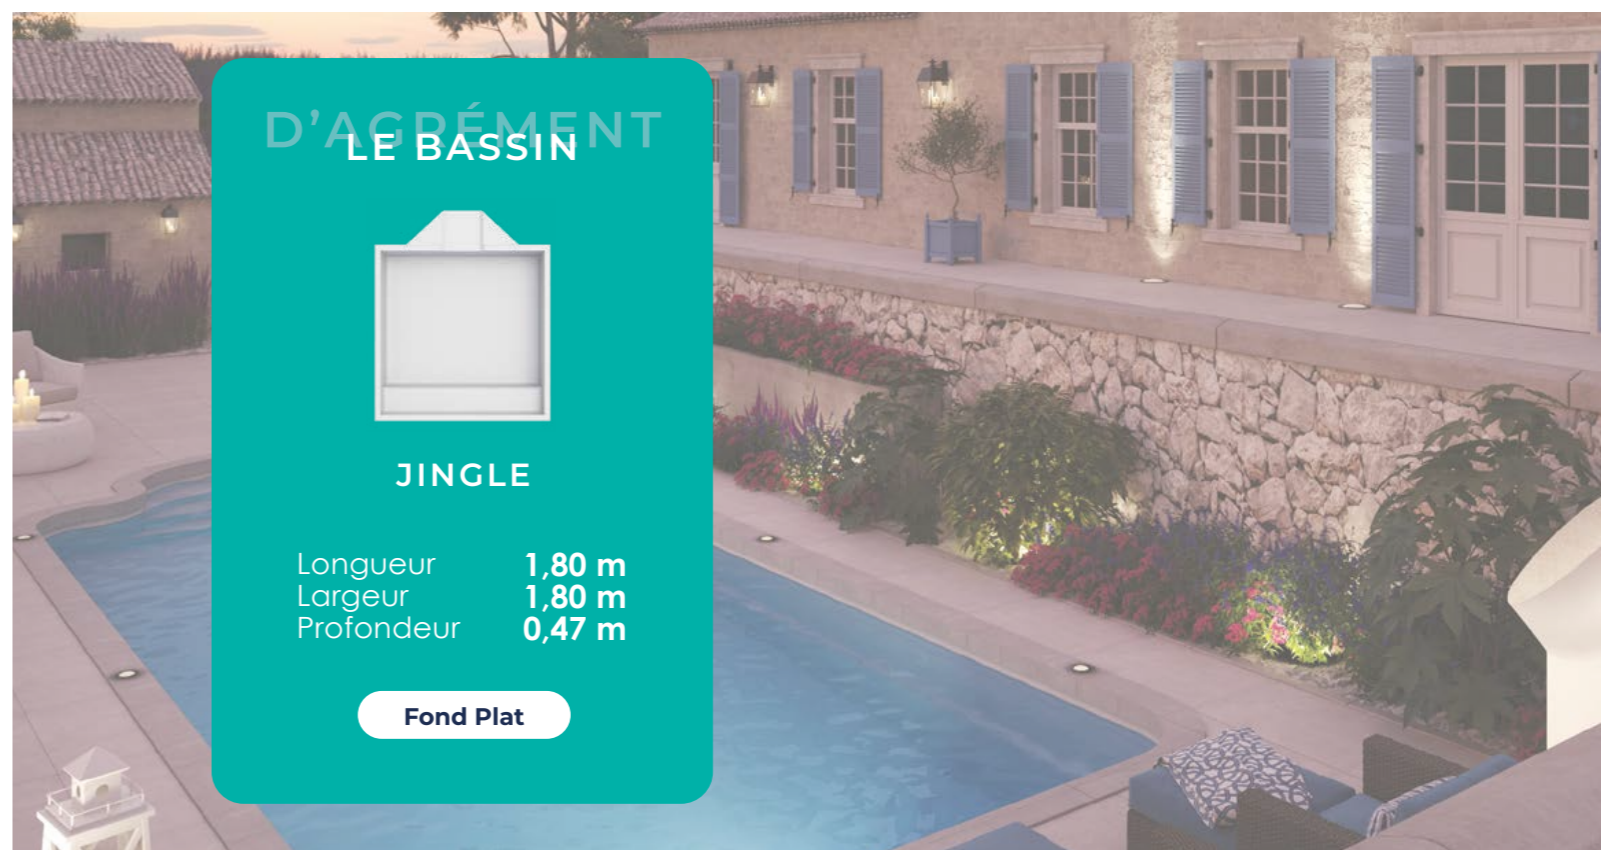 D'AGRÉMENT
LE BASSIN
JINGLE
Longueur 1,80 m
Largeur 1,80 m
Profondeur 0,47 m
Fond Plat